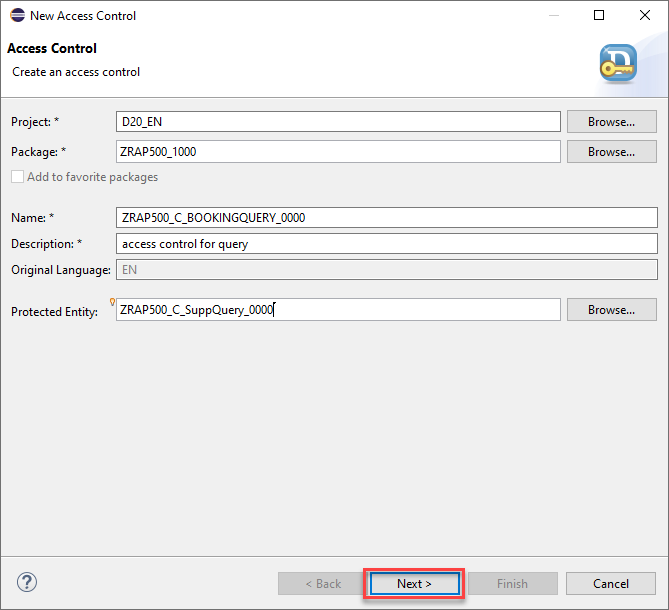 New Access Control
Access Control
Create an access control
D
Project: * D20_EN Browse...
Package: * ZRAP500_1000 Browse...
Add to favorite packages
Name: * ZRAP500_C_BOOKINGQUERY_0000
Description: * access control for query
Original Language: EN
Protected Entity: ZRAP500_C_SuppQuery_0000 Browse...
? < Back Next > Finish Cancel